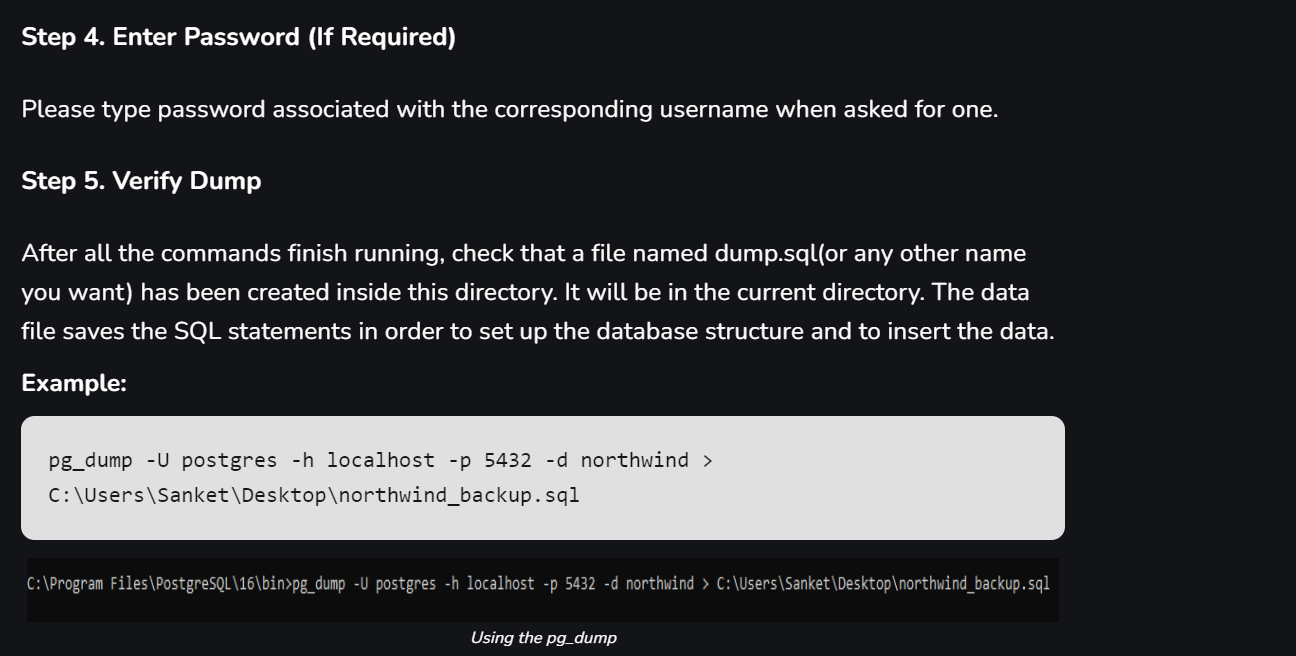 Step 4. Enter Password (If Required)
Please type password associated with the corresponding username when asked for one.
Step 5. Verify Dump
After all the commands finish running, check that a file named dump.sql(or any other name
you want) has been created inside this directory. It will be in the current directory. The data
file saves the SQL statements in order to set up the database structure and to insert the data.
Example:
pg_dump -U postgres -h localhost -p 5432 -d northwind >
C:\Users\Sanket\Desktop\northwind_backup.sql
C:\Program Files\PostgreSQL\16\bin>pg_dump -U postgres -h localhost -p 5432 -d northwind > C:\Users\Sanket\Desktop\northwind_backup.sql
Using the pg_dump